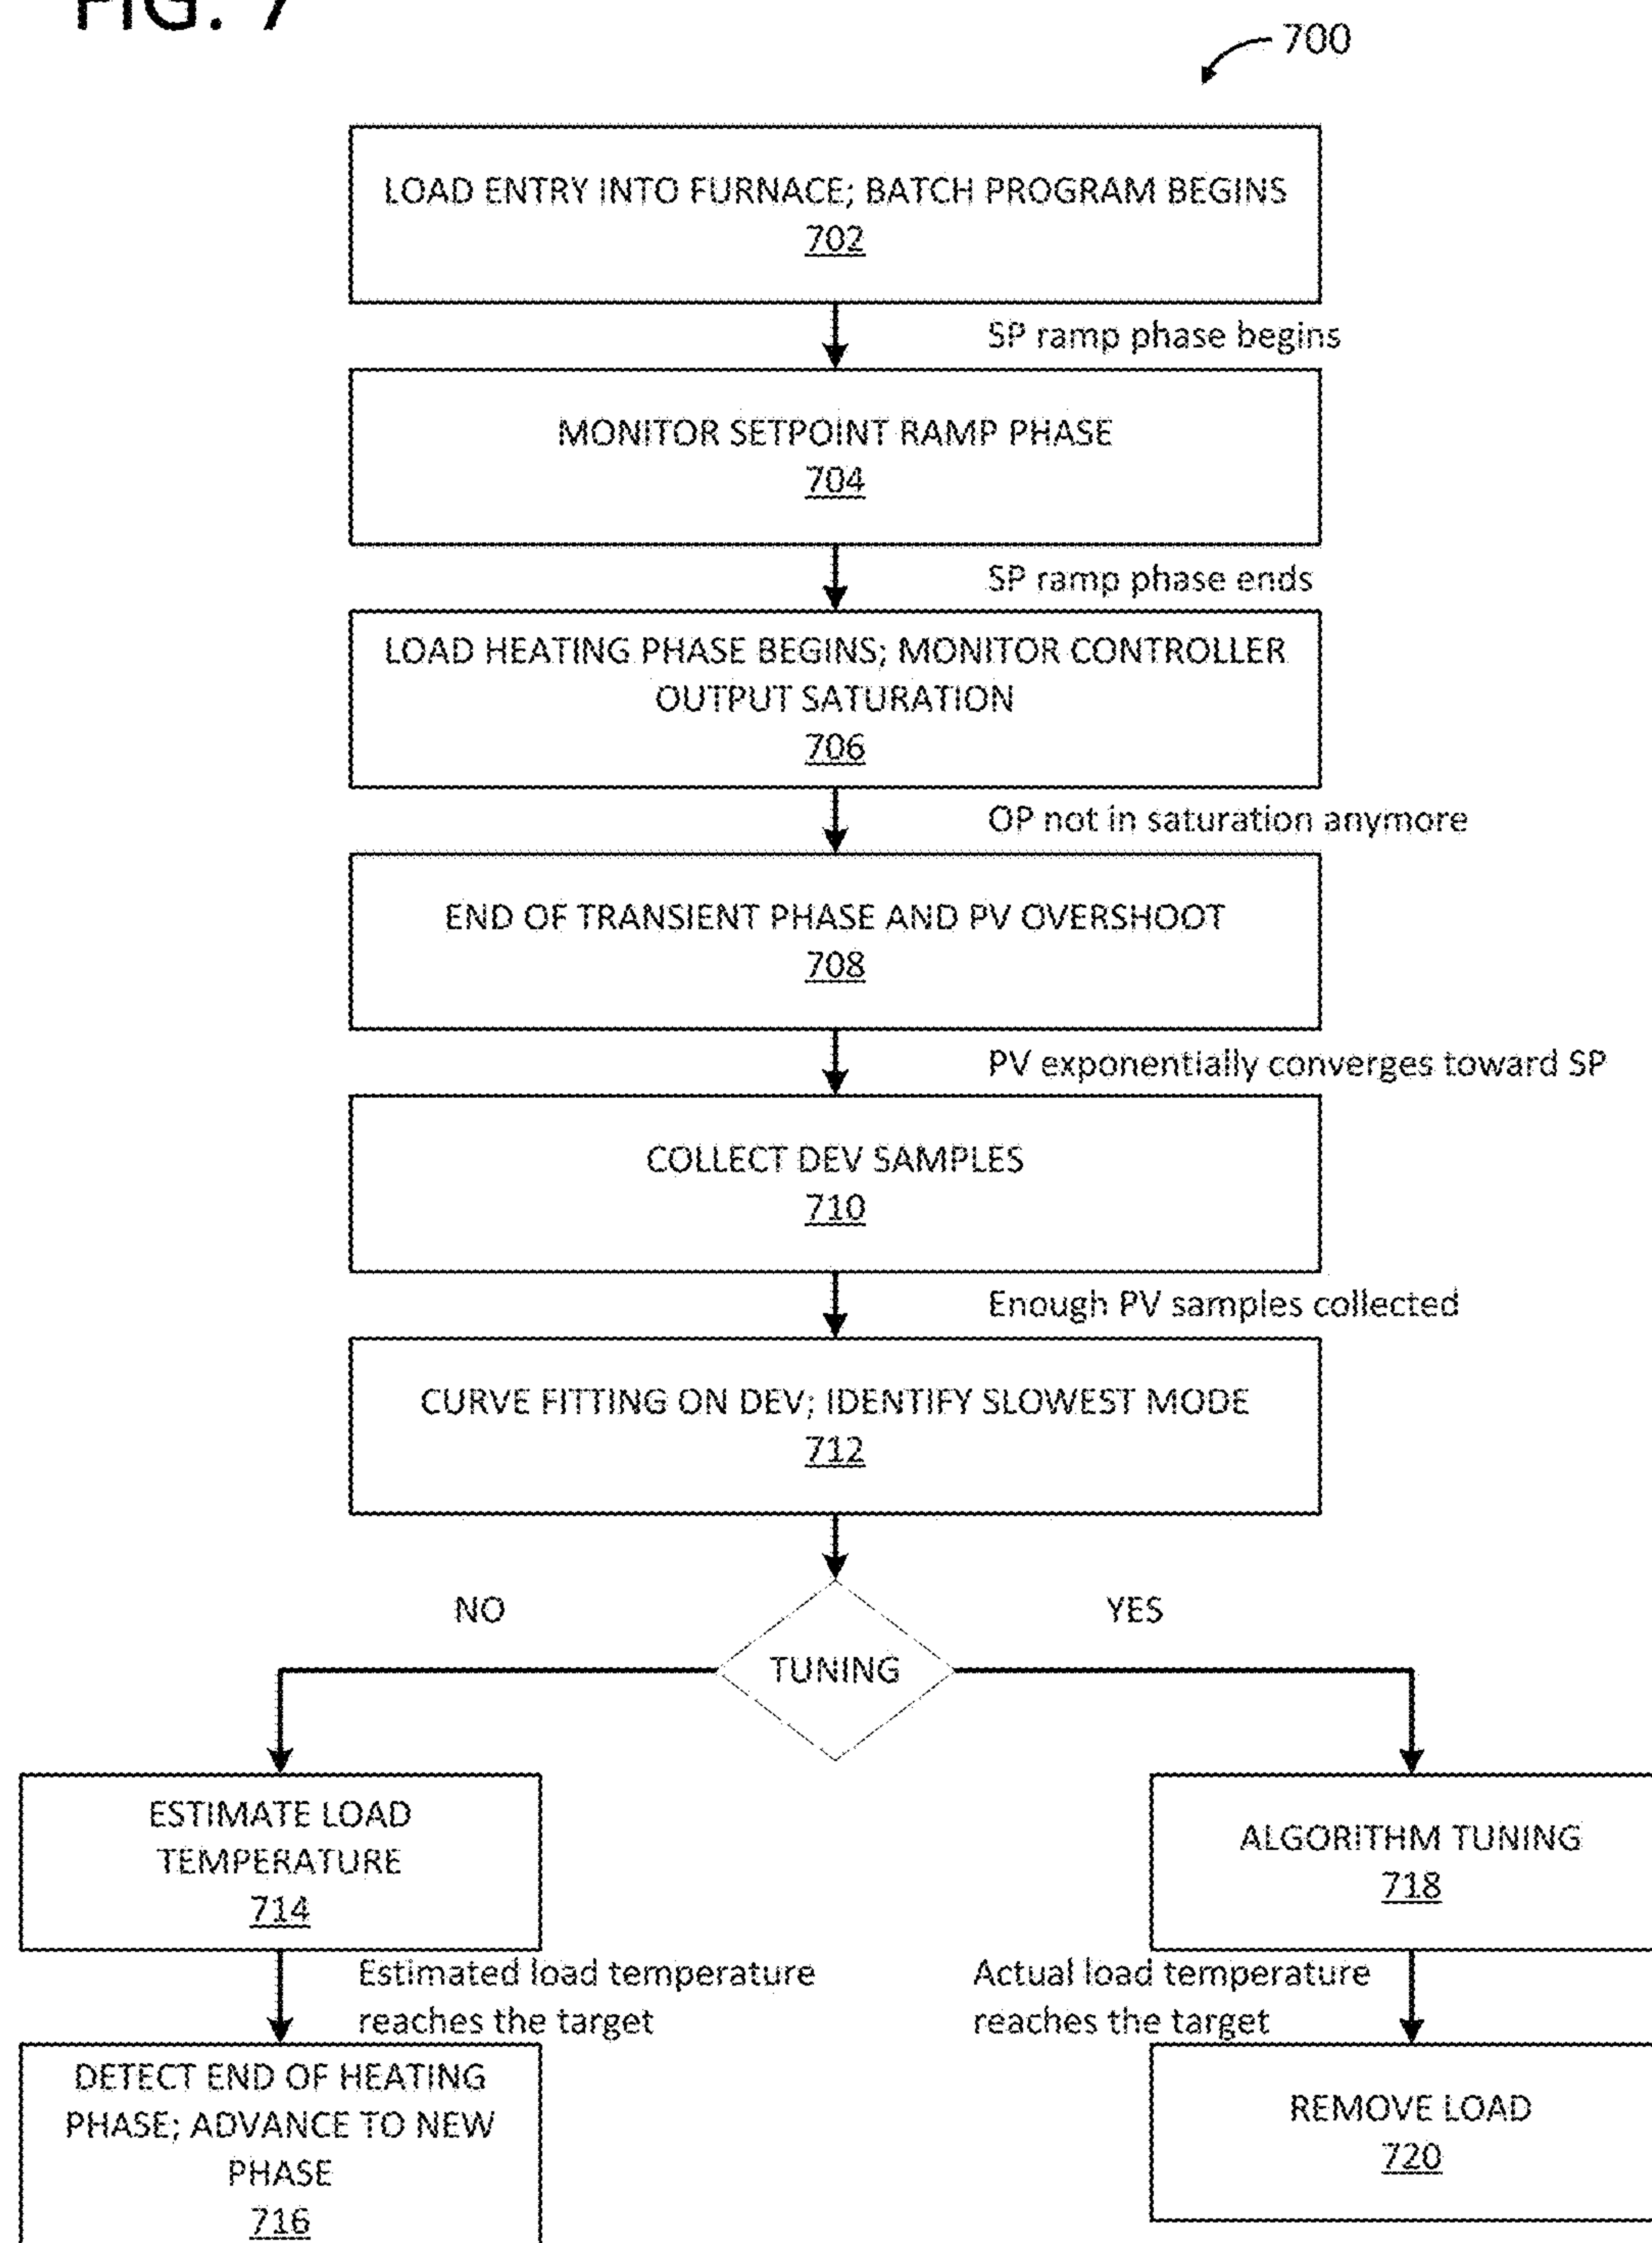 FIG. 7
700
LOAD ENTRY INTO FURNACE; BATCH PROGRAM BEGINS
702
SP ramp phase begins
MONITOR SETPOINT RAMP PHASE
704
SP ramp phase ends
LOAD HEATING PHASE BEGINS; MONITOR CONTROLLER
OUTPUT SATURATION
706
OP not in saturation anymore
END OF TRANSIENT PHASE AND PV OVERSHOOT
708
PV exponentially converges toward SP
COLLECT DEV SAMPLES
710
Enough PV samples collected
CURVE FITTING ON DEV; IDENTIFY SLOWEST MODE
712
NO
YES
TUNING
ESTIMATE LOAD
TEMPERATURE
714
Estimated load temperature
reaches the target
DETECT END OF HEATING
PHASE; ADVANCE TO NEW
PHASE
716
ALGORITHM TUNING
718
Actual load temperature
reaches the target
REMOVE LOAD
720